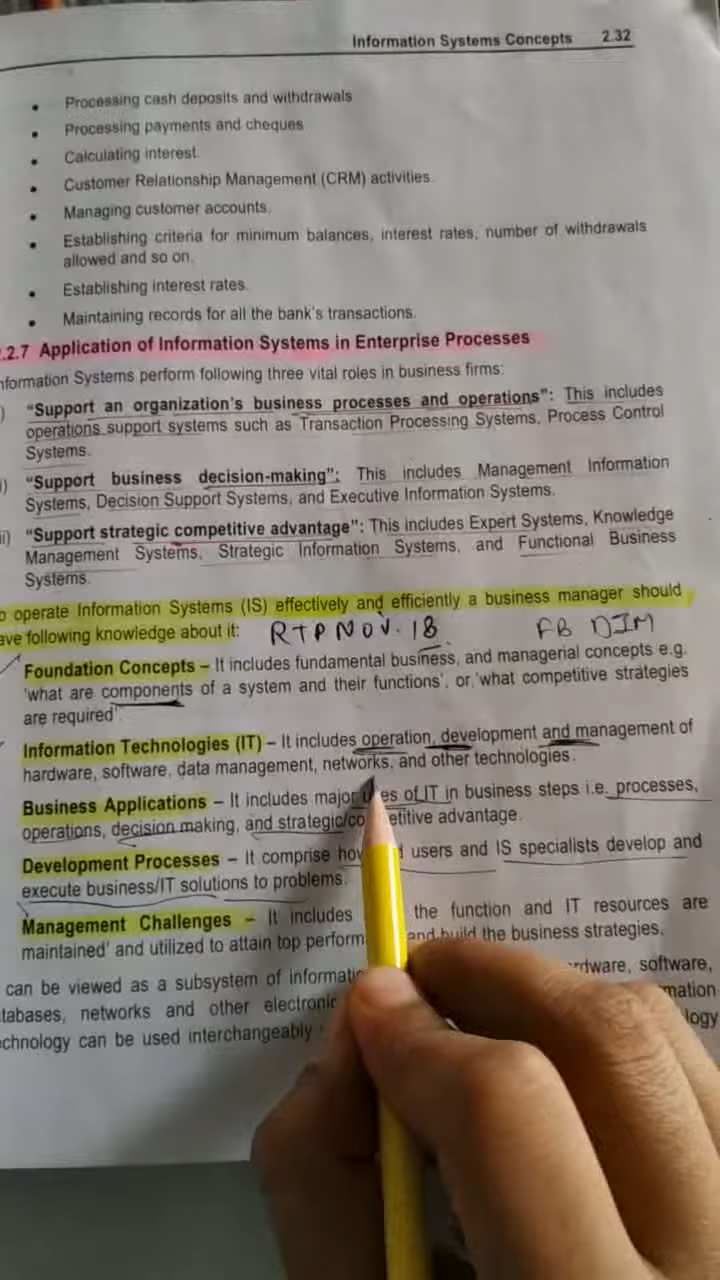 Information Systems Concepts 2.32
• Processing cash deposits and withdrawals
• Processing payments and cheques
• Calculating interest.
• Customer Relationship Management (CRM) activities.
• Managing customer accounts.
• Establishing criteria for minimum balances, interest rates, number of withdrawals
allowed and so on.
• Establishing interest rates.
• Maintaining records for all the bank's transactions.
.2.7 Application of Information Systems in Enterprise Processes
nformation Systems perform following three vital roles in business firms:
) "Support an organization's business processes and operations": This includes
operations support systems such as Transaction Processing Systems, Process Control
Systems.
i) "Support business decision-making": This includes Management Information
Systems, Decision Support Systems, and Executive Information Systems.
ii) "Support strategic competitive advantage": This includes Expert Systems, Knowledge
Management Systems, Strategic Information Systems, and Functional Business
Systems.
o operate Information Systems (IS) effectively and efficiently a business manager should
ave following knowledge about it: RTP NOV. 18 FB DIM
Foundation Concepts – It includes fundamental business, and managerial concepts e.g.
'what are components of a system and their functions', or 'what competitive strategies
are required'.
Information Technologies (IT) – It includes operation, development and management of
hardware, software, data management, networks, and other technologies.
Business Applications – It includes major of IT in business steps i.e. processes,
operations, decision making, and strategic/co etitive advantage.
Development Processes – It comprise users and IS specialists develop and
execute business/IT solutions to problems.
Management Challenges – It includes the function and IT resources are
maintained' and utilized to attain top perform and build the business strategies.
can be viewed as a subsystem of informati rdware, software,
tabases, networks and other electronic mation
echnology can be used interchangeably logy